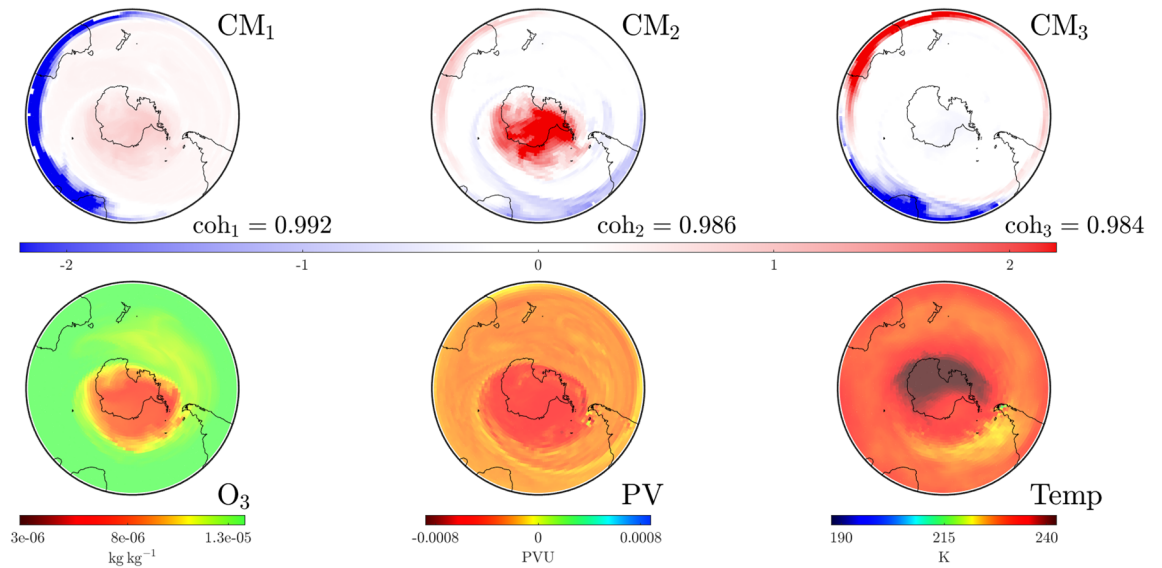 CM₁ CM₂ CM₃
coh₁ = 0.992 coh₂ = 0.986 coh₃ = 0.984
-2 -1 0 1 2
O₃ PV Temp
3e-06 8e-06 1.3e-05 -0.0008 0 0.0008 190 215 240
kg kg⁻¹ PVU K